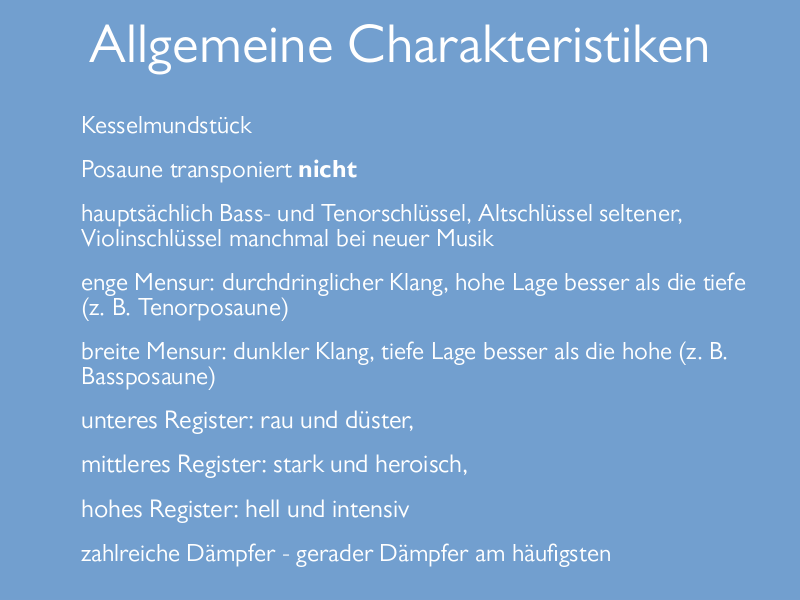 Allgemeine Charakteristiken
Kesselmundstück
Posaune transponiert nicht
hauptsächlich Bass- und Tenorschlüssel, Altschlüssel seltener,
Violinschlüssel manchmal bei neuer Musik
enge Mensur: durchdringlicher Klang, hohe Lage besser als die tiefe
(z. B. Tenorposaune)
breite Mensur: dunkler Klang, tiefe Lage besser als die hohe (z. B.
Bassposaune)
unteres Register: rau und düster,
mittleres Register: stark und heroisch,
hohes Register: hell und intensiv
zahlreiche Dämpfer - gerader Dämpfer am häufigsten